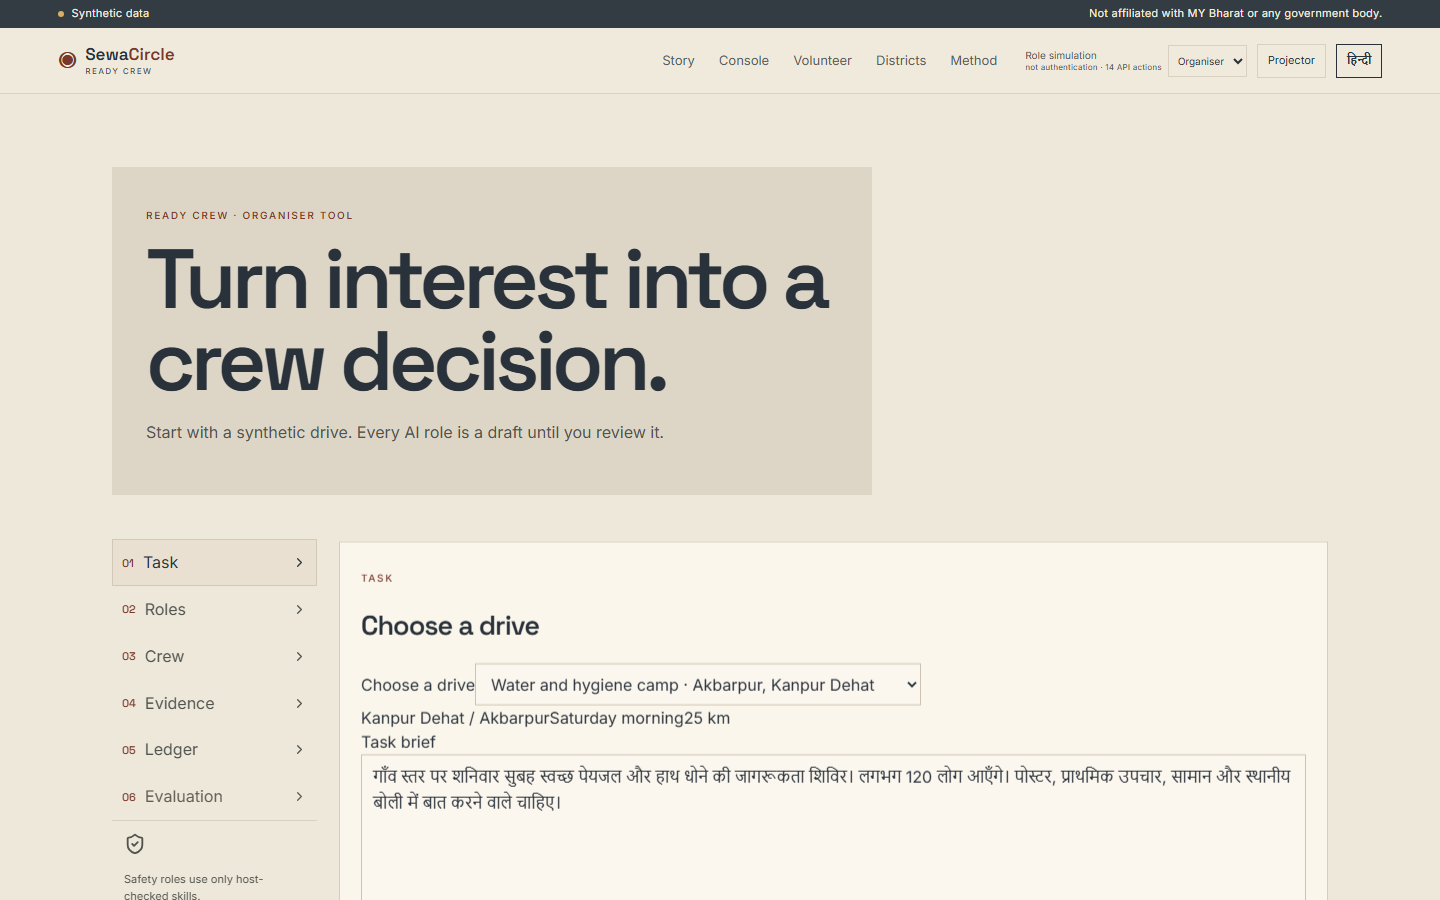 Synthetic data
Not affiliated with MY Bharat or any government body.
SewaCircle
READY CREW
Story
Console
Volunteer
Districts
Method
Role simulation
not authentication · 14 API actions
Organiser
Projector
हिन्दी
READY CREW · ORGANISER TOOL
Turn interest into a
crew decision.
Start with a synthetic drive. Every AI role is a draft until you review it.
01 Task
02 Roles
03 Crew
04 Evidence
05 Ledger
06 Evaluation
Safety roles use only host-
checked skills.
TASK
Choose a drive
Choose a drive
Water and hygiene camp · Akbarpur, Kanpur Dehat
Kanpur Dehat / AkbarpurSaturday morning25 km
Task brief
गाँव स्तर पर शनिवार सुबह स्वच्छ पेयजल और हाथ धोने की जागरूकता शिविर। लगभग 120 लोग आएँगे। पोस्टर, प्राथमिक उपचार, सामान और स्थानीय
बोली में बात करने वाले चाहिए।